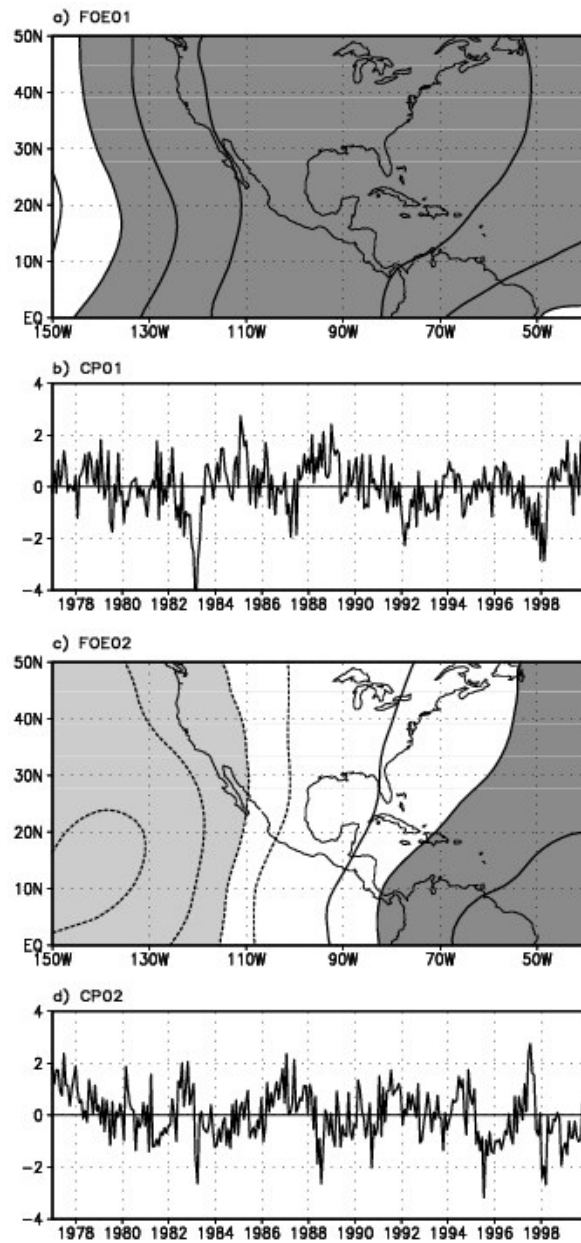 a) FOE01
50N
40N
30N
20N
10N
EQ
150W 130W 110W 90W 70W 50W
b) CP01
4
2
0
-2
-4
1978 1980 1982 1984 1986 1988 1990 1992 1994 1996 1998
c) FOE02
50N
40N
30N
20N
10N
EQ
150W 130W 110W 90W 70W 50W
d) CP02
4
2
0
-2
-4
1978 1980 1982 1984 1986 1988 1990 1992 1994 1996 1998